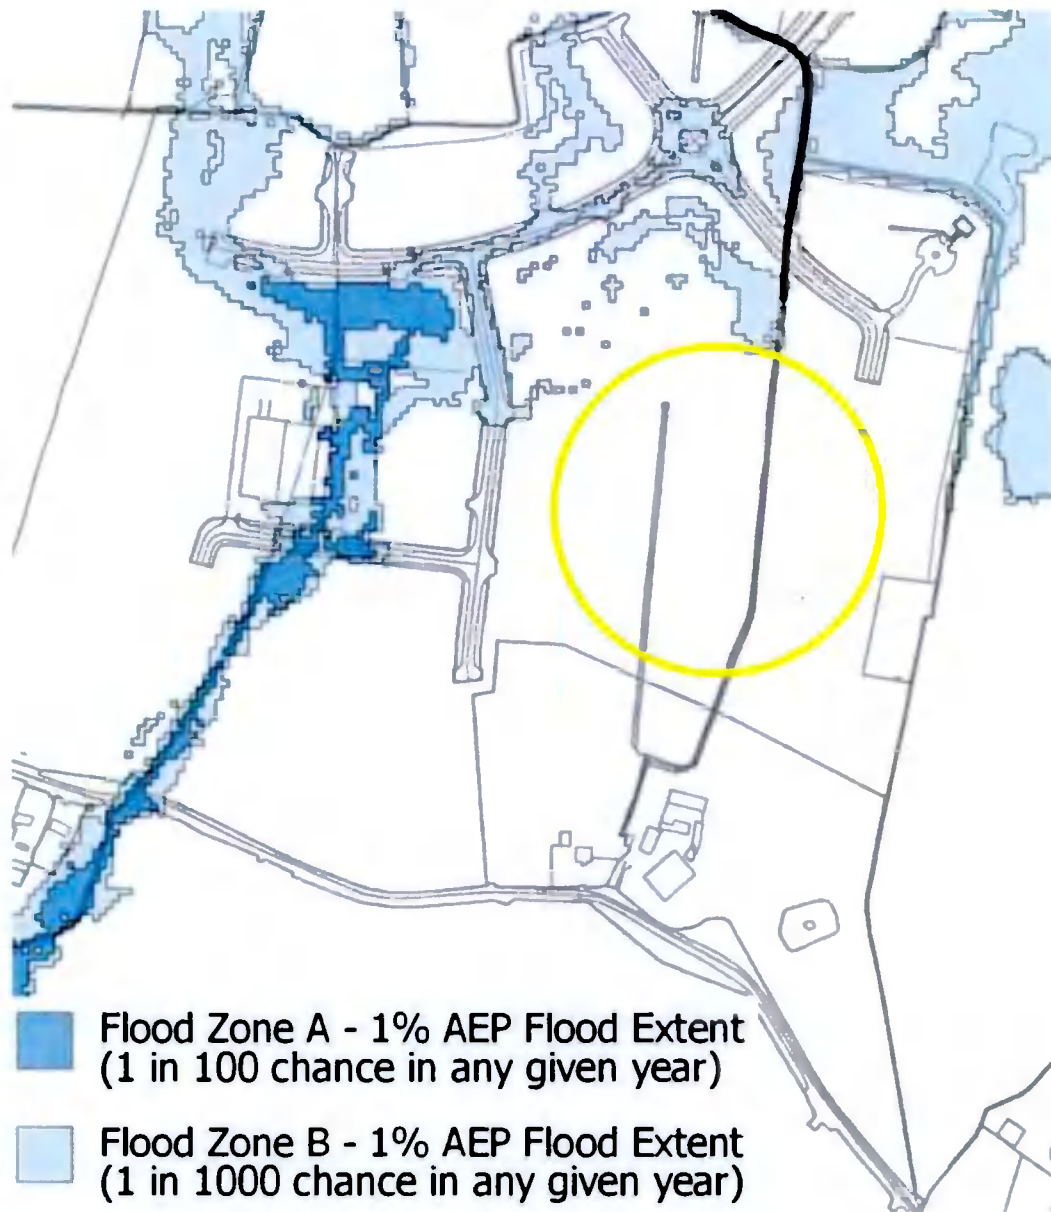 Flood Zone A - 1% AEP Flood Extent
(1 in 100 chance in any given year)
Flood Zone B - 1% AEP Flood Extent
(1 in 1000 chance in any given year)